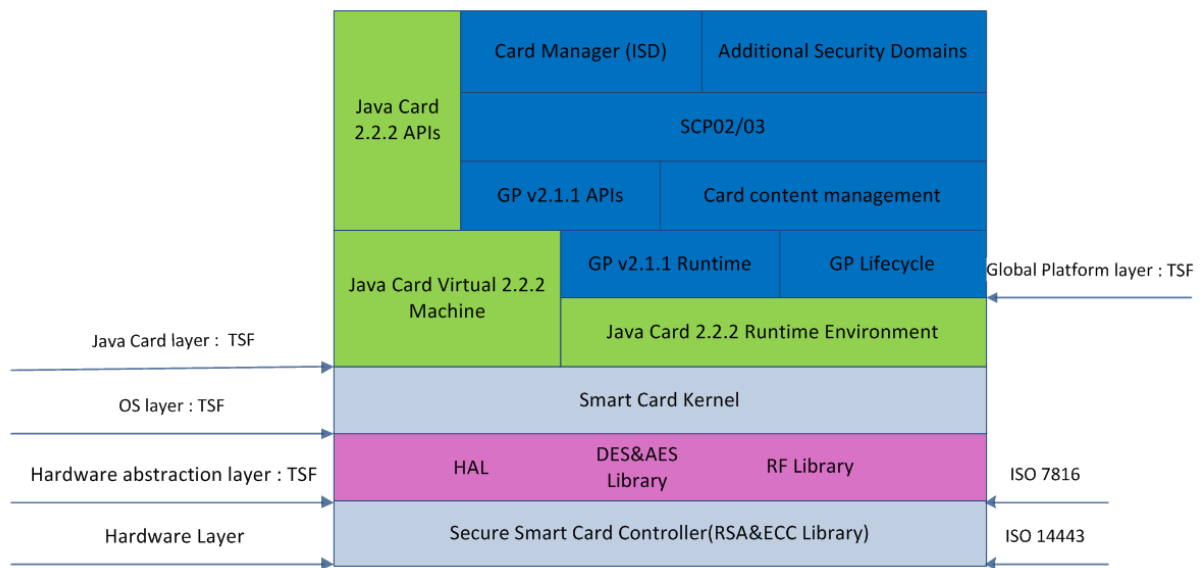 Card Manager (ISD)
Additional Security Domains
Java Card
2.2.2 APIs
SCP02/03
GP v2.1.1 APIs
Card content management
Java Card Virtual 2.2.2
Machine
GP v2.1.1 Runtime
GP Lifecycle
Global Platform layer : TSF
Java Card 2.2.2 Runtime Environment
Java Card layer :  TSF
OS layer : TSF
Smart Card Kernel
Hardware abstraction layer : TSF
HAL
DES&AES
Library
RF Library
ISO 7816
Hardware Layer
Secure Smart Card Controller(RSA&ECC Library)
ISO 14443